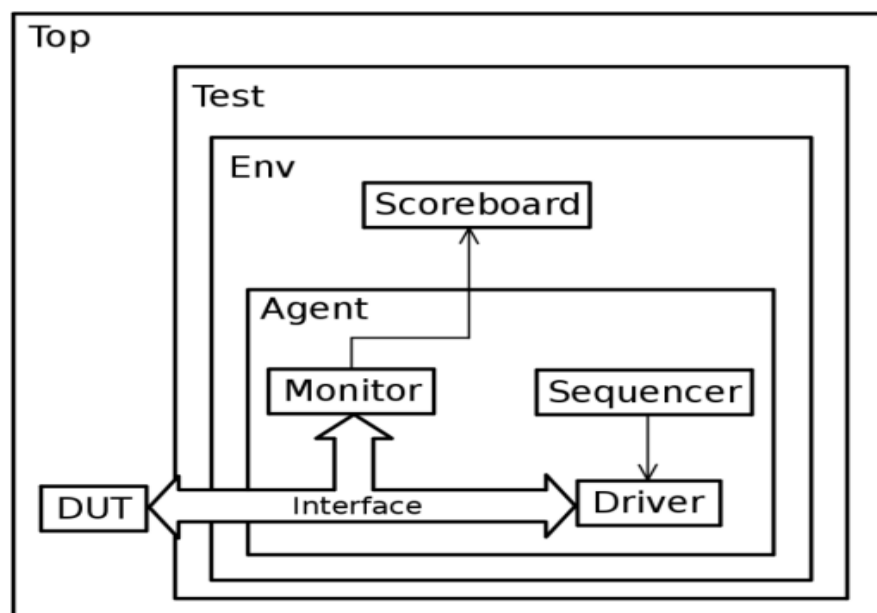 Top
Test
Env
Scoreboard
Agent
Monitor
Sequencer
DUT
Interface
Driver